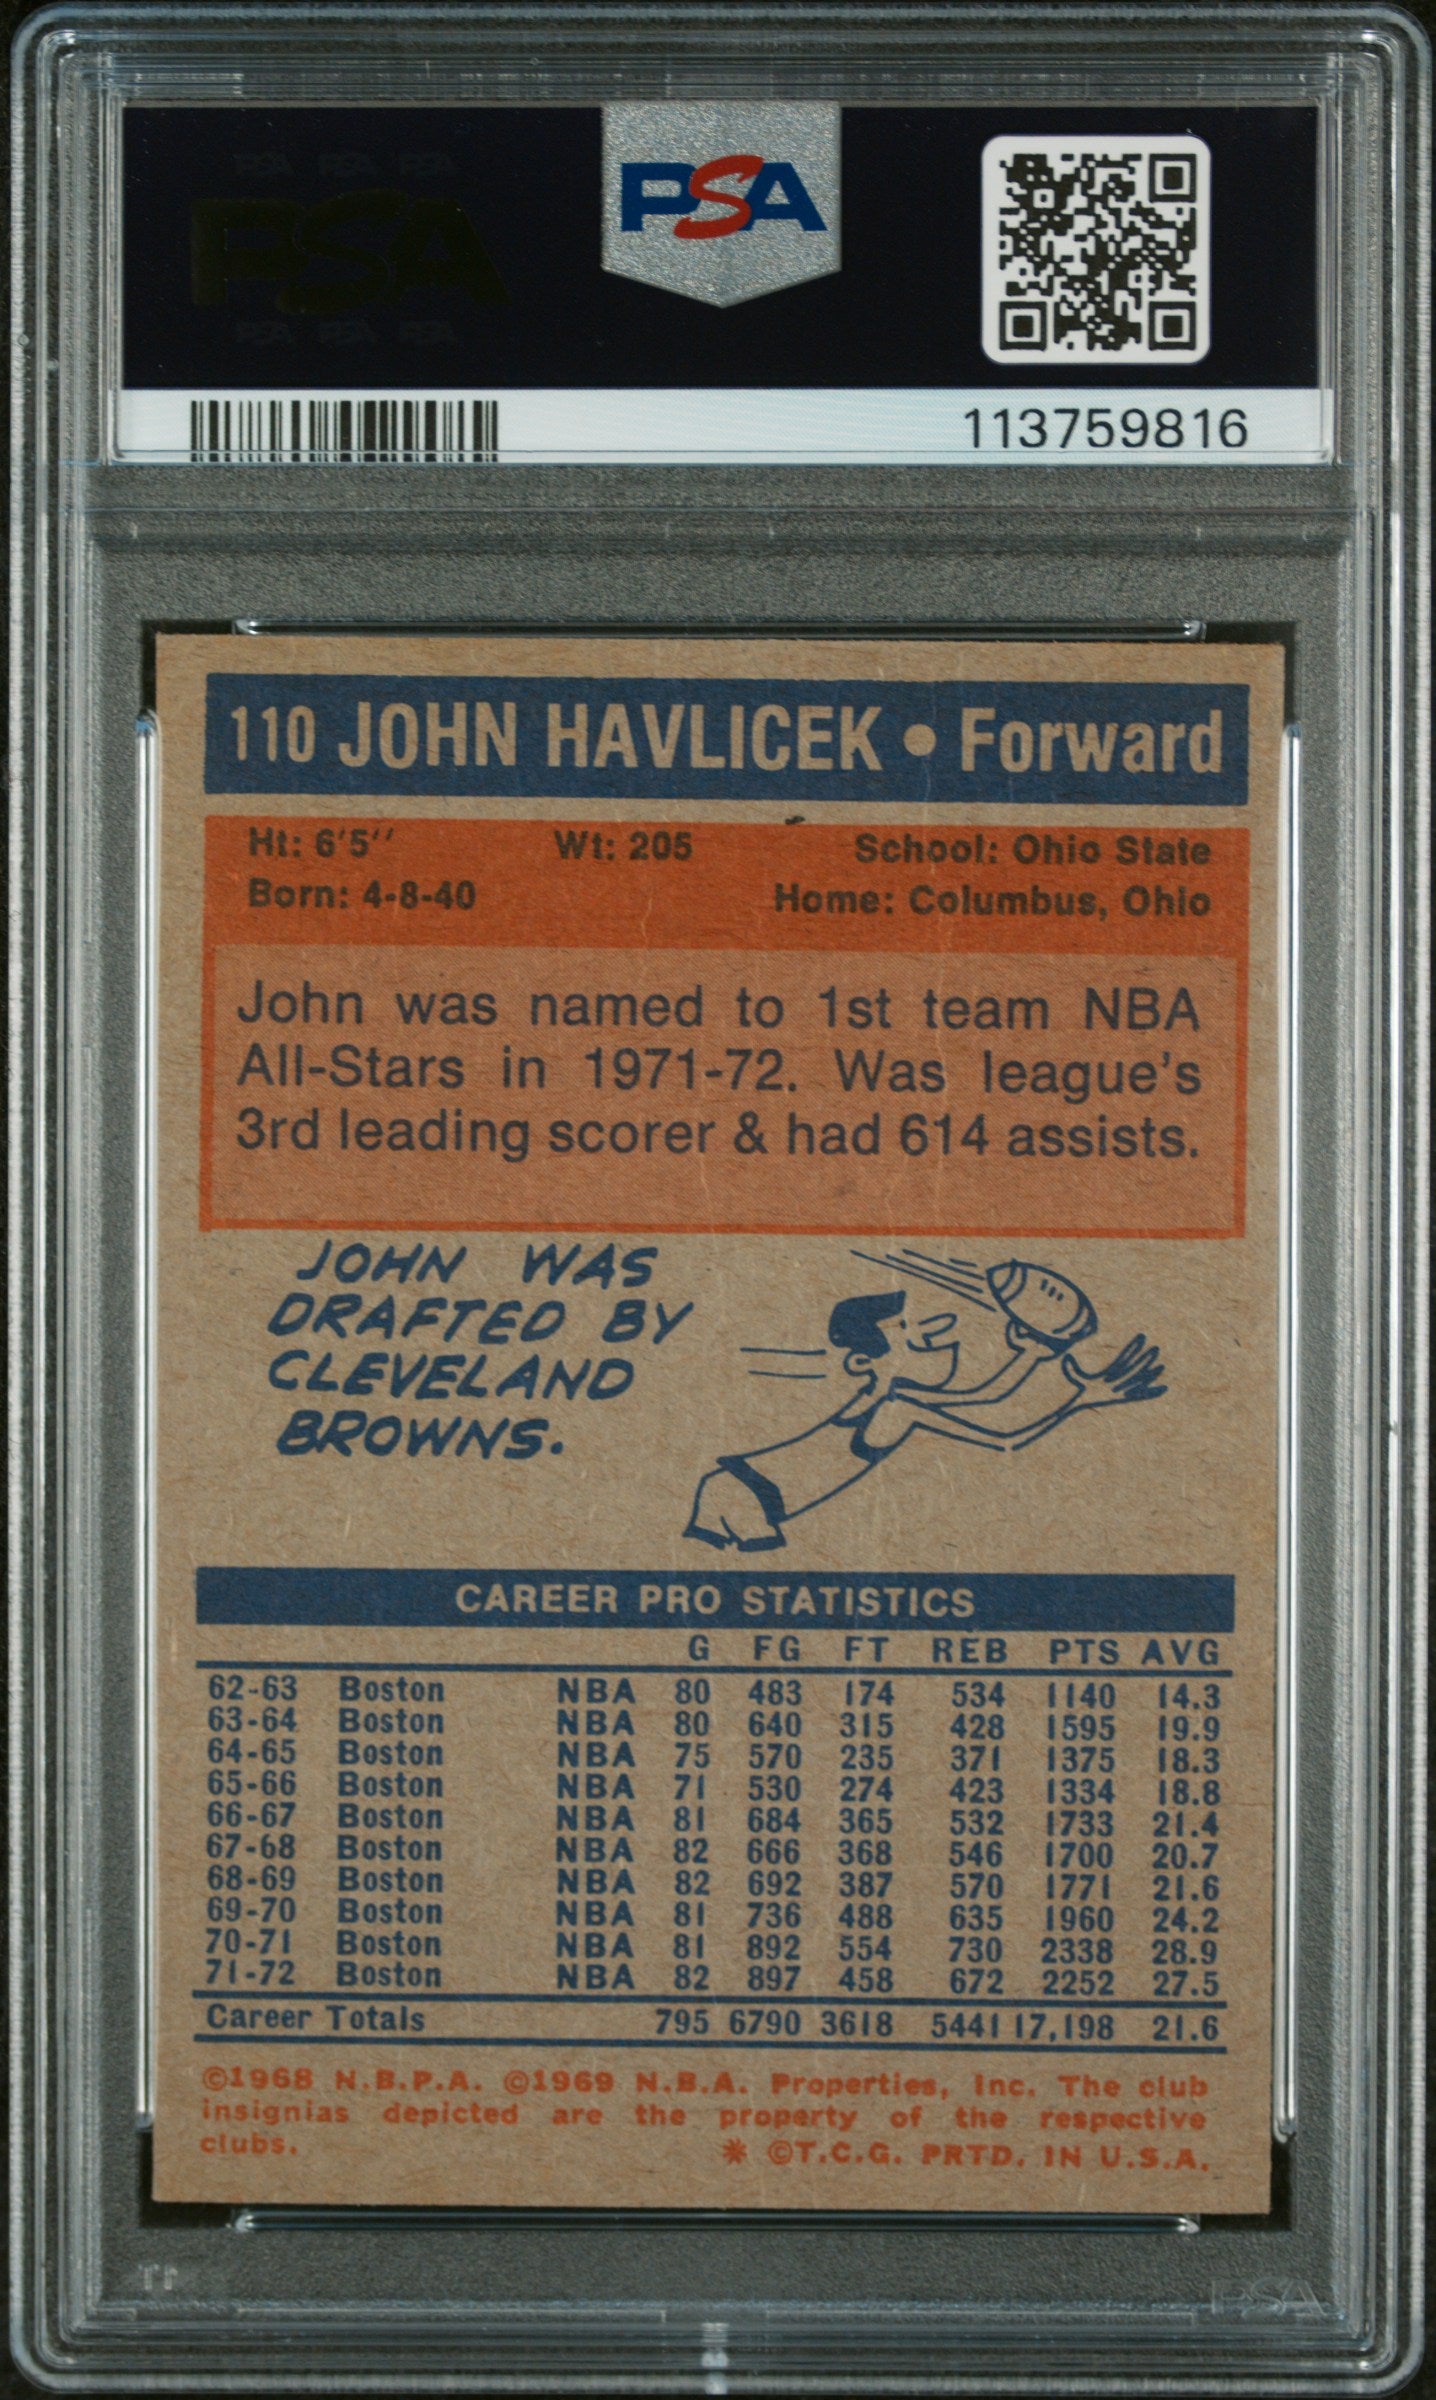 PSA PSA PSA
PSA
PSA PSA PSA
PSA
113759816
110 JOHN HAVLICEK • Forward
Ht: 6'5'' Wt: 205 School: Ohio State
Born: 4-8-40 Home: Columbus, Ohio
John was named to 1st team NBA
All-Stars in 1971-72. Was league's
3rd leading scorer & had 614 assists.
JOHN WAS
DRAFTED BY
CLEVELAND
BROWNS.
CAREER PRO STATISTICS
G FG FT REB PTS AVG
62-63 Boston NBA 80 483 174 534 1140 14.3
63-64 Boston NBA 80 640 315 428 1595 19.9
64-65 Boston NBA 75 570 235 371 1375 18.3
65-66 Boston NBA 71 530 274 423 1334 18.8
66-67 Boston NBA 81 684 365 532 1733 21.4
67-68 Boston NBA 82 666 368 546 1700 20.7
68-69 Boston NBA 82 692 387 570 1771 21.6
69-70 Boston NBA 81 736 488 635 1960 24.2
70-71 Boston NBA 81 892 554 730 2338 28.9
71-72 Boston NBA 82 897 458 672 2252 27.5
Career Totals 795 6790 3618 5441 17,198 21.6
©1968 N.B.P.A. ©1969 N.B.A. Properties, Inc. The club
insignias depicted are the property of the respective
clubs. * ©T.C.G. PRTD. IN U.S.A.
PSA